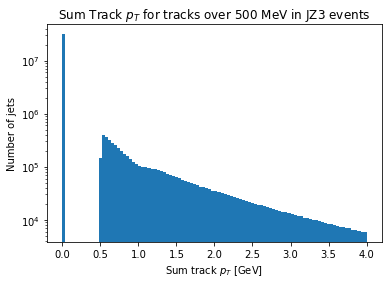 Sum Track p_T for tracks over 500 MeV in JZ3 events
Number of jets
10^7
10^6
10^5
10^4
0.0 0.5 1.0 1.5 2.0 2.5 3.0 3.5 4.0
Sum track p_T [GeV]